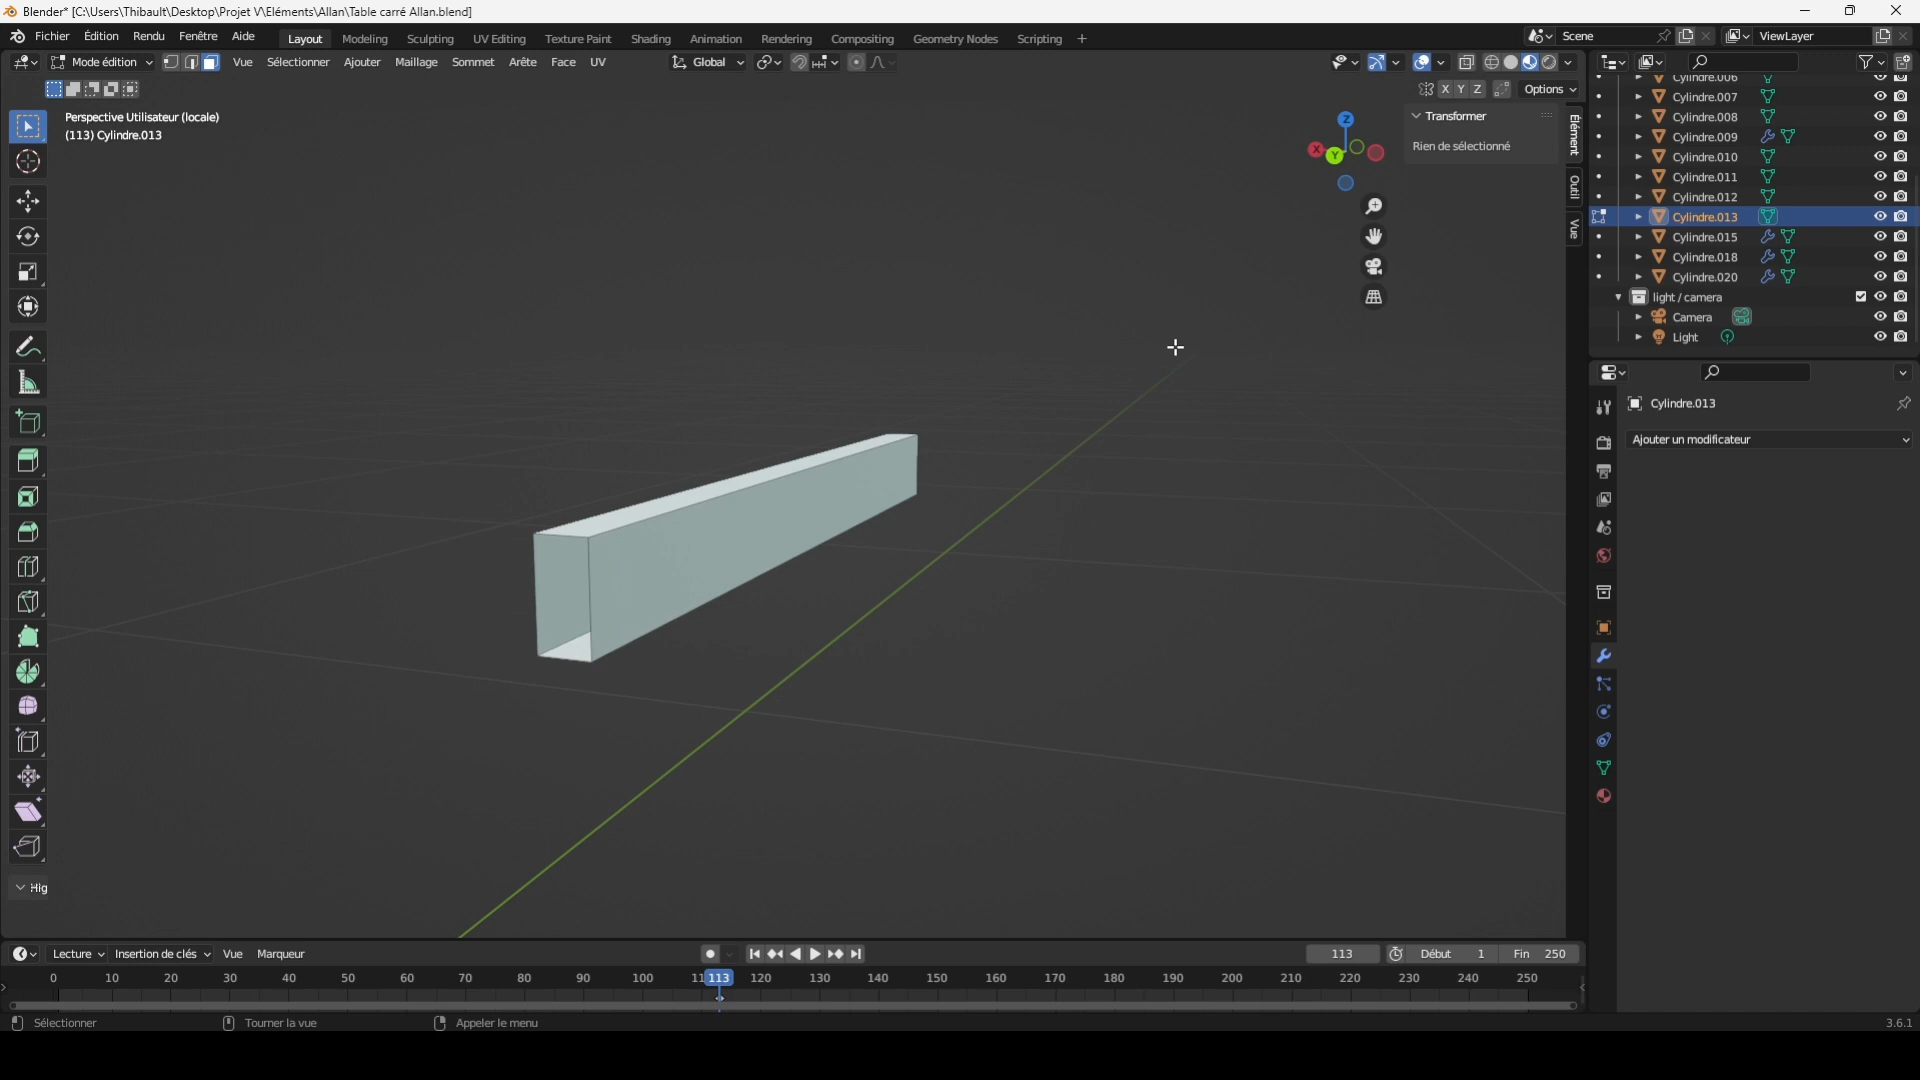 Blender* [C:\Users\Thibault\Desktop\Projet V\Eléments\Allan\Table carré Allan.blend]
Fichier Édition Rendu Fenêtre Aide Layout Modeling Sculpting UV Editing Texture Paint Shading Animation Rendering Compositing Geometry Nodes Scripting + Scene ViewLayer
Mode édition Vue Sélectionner Ajouter Maillage Sommet Arête Face UV Global
X Y Z Options
Perspective Utilisateur (locale)
(113) Cylindre.013
Z
X
Y
Transformer
Rien de sélectionné
Élément
Outil
Vue
Cylindre.006
Cylindre.007
Cylindre.008
Cylindre.009
Cylindre.010
Cylindre.011
Cylindre.012
Cylindre.013
Cylindre.015
Cylindre.018
Cylindre.020
light / camera
Camera
Light
Cylindre.013
Ajouter un modificateur
Hig
Lecture Insertion de clés Vue Marqueur 113 Début 1 Fin 250
0 10 20 30 40 50 60 70 80 90 100 11 113 120 130 140 150 160 170 180 190 200 210 220 230 240 250
Sélectionner Tourner la vue Appeler le menu 3.6.1